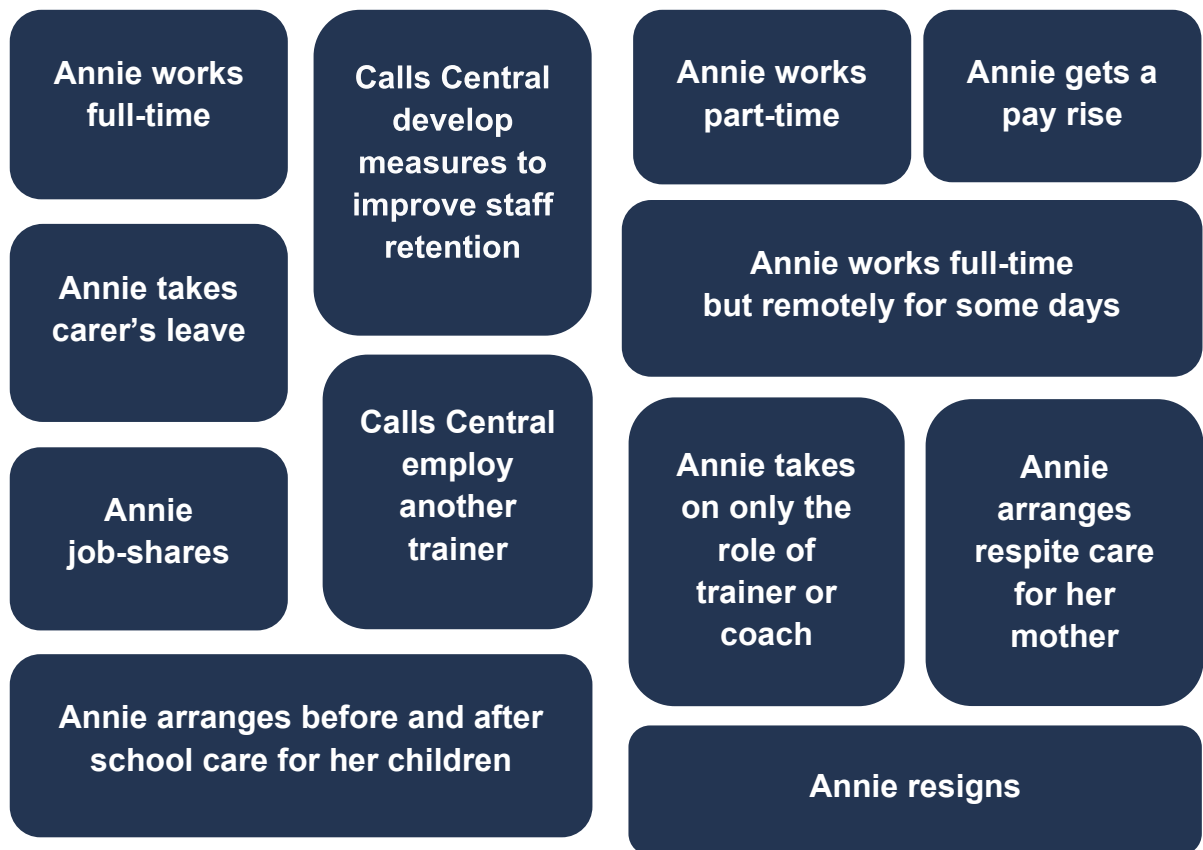 Annie works
full-time
Calls Central
develop
measures to
improve staff
retention
Annie works
part-time
Annie gets a
pay rise
Annie takes
carer’s leave
Annie works full-time
but remotely for some days
Calls Central
employ
another
trainer
Annie takes
on only the
role of
trainer or
coach
Annie
arranges
respite care
for her
mother
Annie
job-shares
Annie arranges before and after
school care for her children
Annie resigns